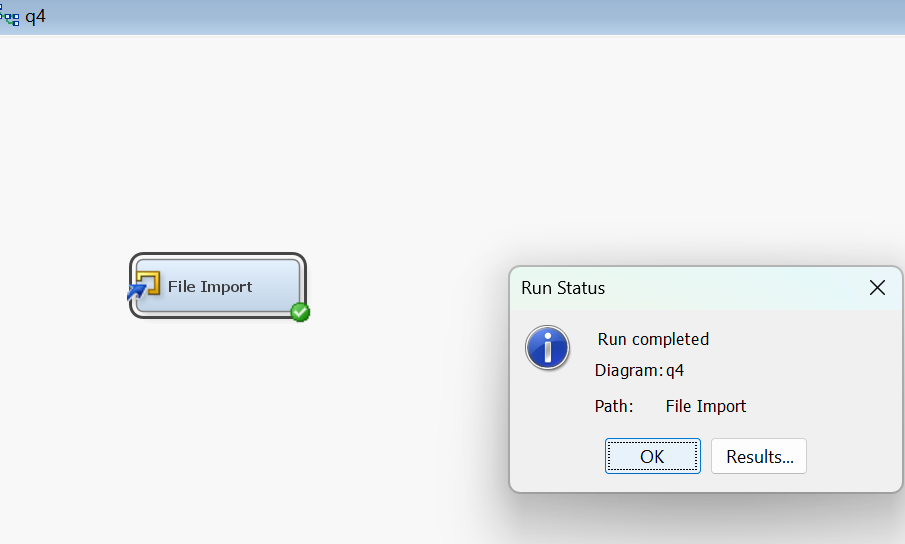 q4
File Import
Run Status
Run completed
Diagram: q4
Path: File Import
OK Results...